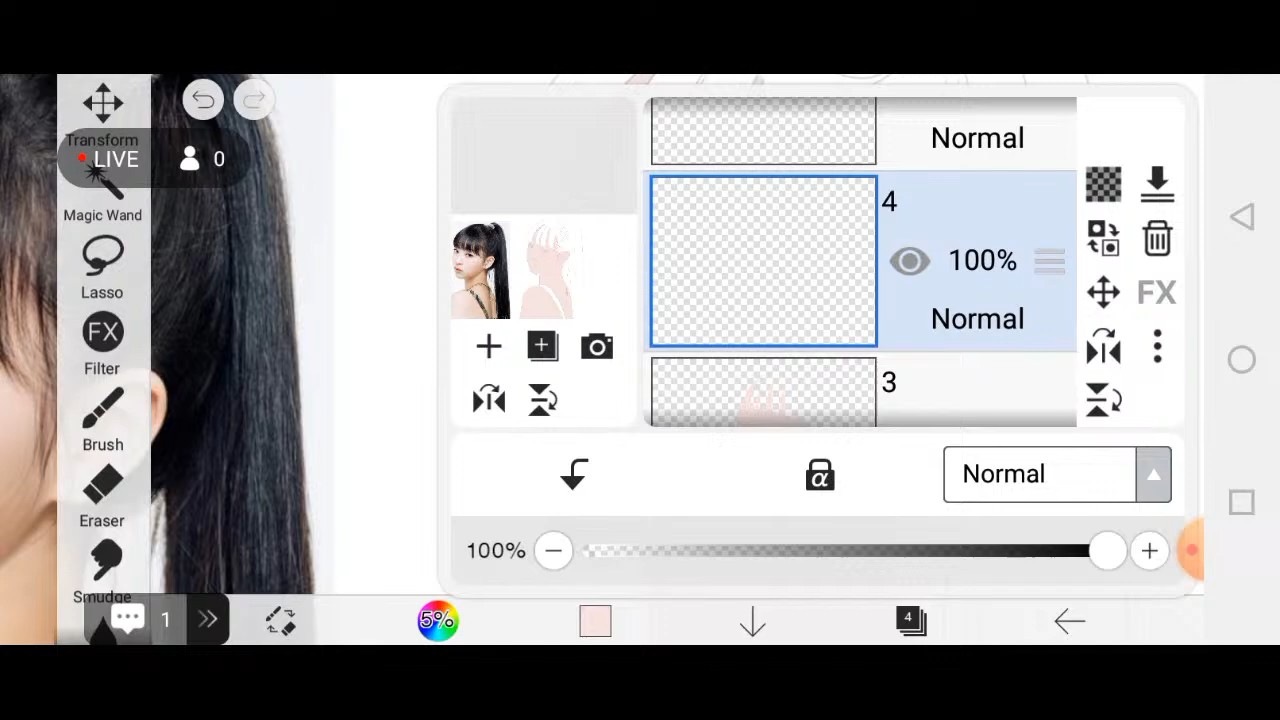 Transform
LIVE
0
Magic Wand
Lasso
FX
Filter
Brush
Eraser
Smudge
1
Normal
4
100%
Normal
3
FX
α
Normal
100%
5%
4